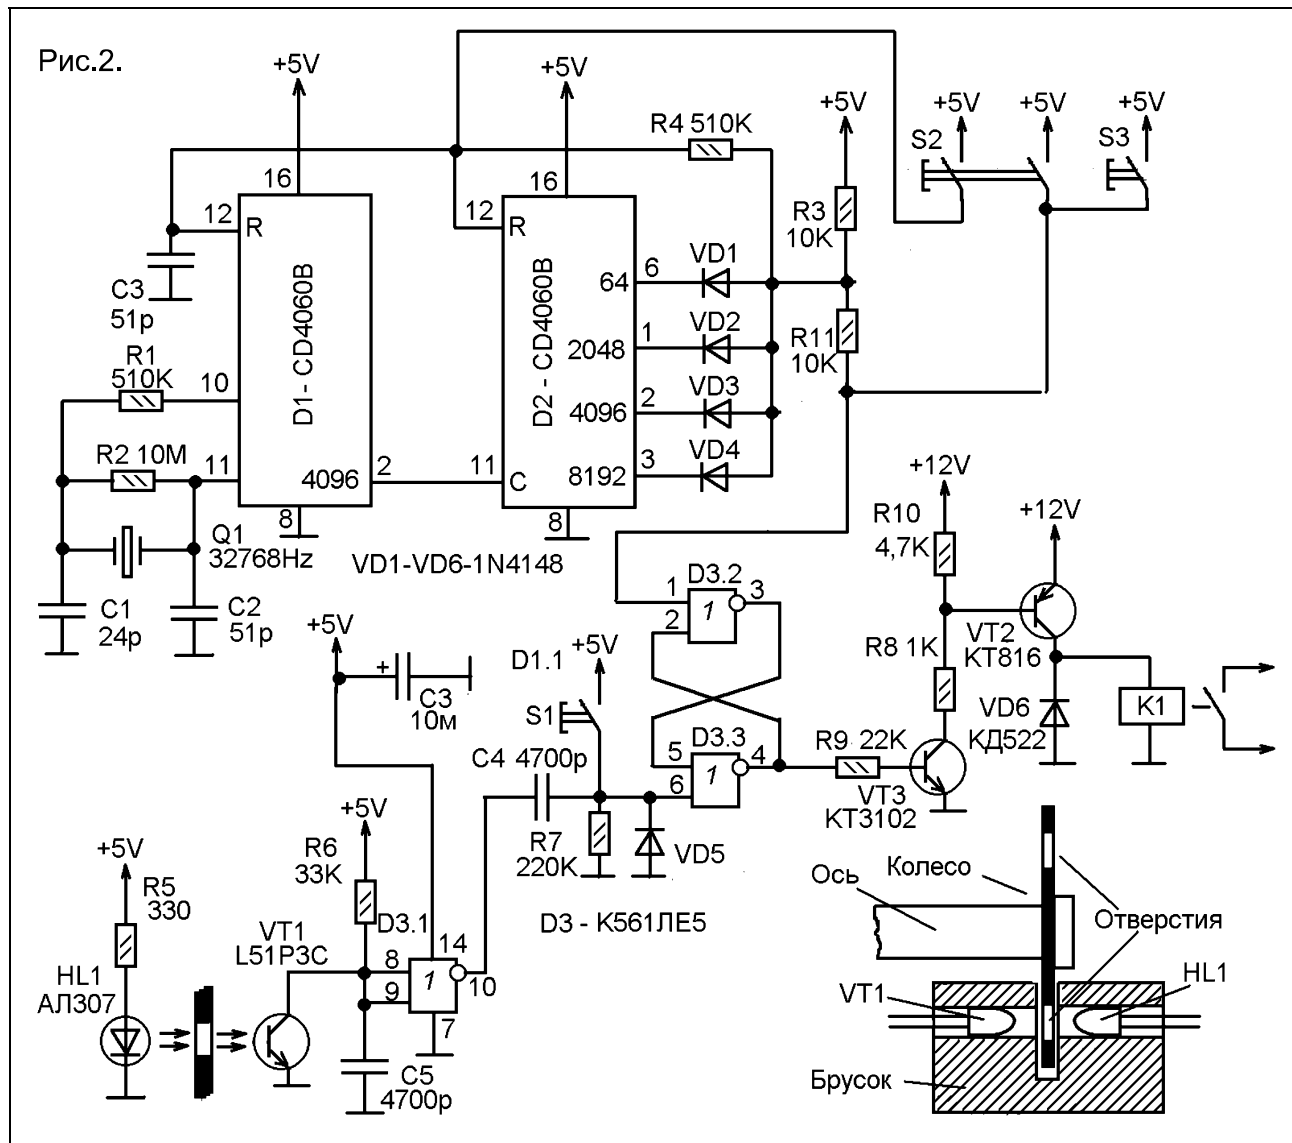 Рис.2.
+5V
+5V
+5V
+5V
+5V
+5V
R4 510K
S2
S3
16
16
12
R
12
R
R3
10K
C3
51p
D1 - CD4060B
D2 - CD4060B
64
6
VD1
2048
1
VD2
R11
10K
R1
510K
10
4096
2
VD3
R2 10M
11
4096
2
11
C
8192
3
VD4
8
8
Q1
32768Hz
VD1-VD6-1N4148
C1
24p
C2
51p
+12V
R10
4,7K
+12V
D3.2
1
2
1
3
VT2
KT816
R8 1K
+5V
+
C3
10м
D1.1
+5V
S1
C4 4700p
D3.3
5
6
1
4
R9 22K
VT3
KT3102
VD6
КД522
K1
R7
220K
VD5
+5V
R6
33K
+5V
R5
330
D3.1
D3 - К561ЛЕ5
VT1
L51P3C
14
8
9
1
10
7
HL1
АЛ307
C5
4700p
Колесо
Ось
Отверстия
VT1
HL1
Брусок